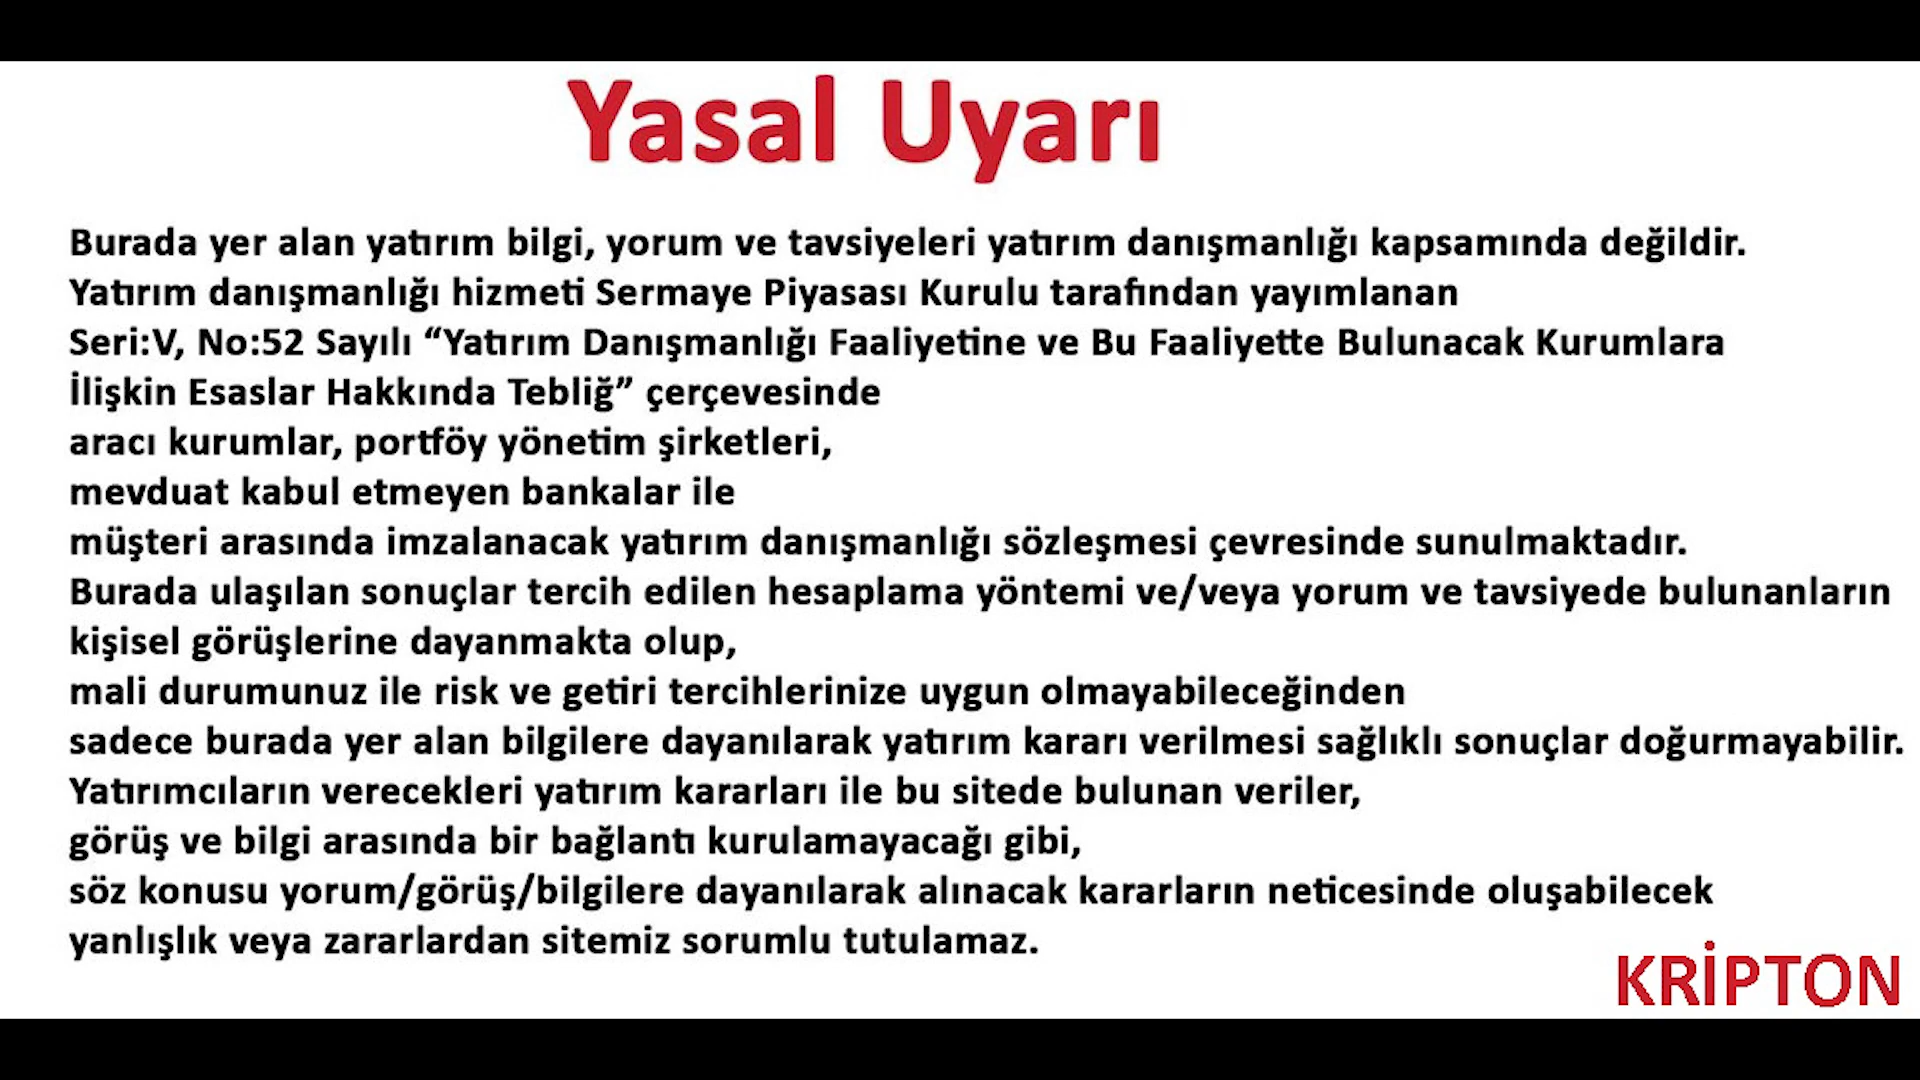 Yasal Uyarı
Burada yer alan yatırım bilgi, yorum ve tavsiyeleri yatırım danışmanlığı kapsamında değildir.
Yatırım danışmanlığı hizmeti Sermaye Piyasası Kurulu tarafından yayımlanan
Seri:V, No:52 Sayılı “Yatırım Danışmanlığı Faaliyetine ve Bu Faaliyette Bulunacak Kurumlara
İlişkin Esaslar Hakkında Tebliğ” çerçevesinde
aracı kurumlar, portföy yönetim şirketleri,
mevduat kabul etmeyen bankalar ile
müşteri arasında imzalanacak yatırım danışmanlığı sözleşmesi çevresinde sunulmaktadır.
Burada ulaşılan sonuçlar tercih edilen hesaplama yöntemi ve/veya yorum ve tavsiyede bulunanların
kişisel görüşlerine dayanmakta olup,
mali durumunuz ile risk ve getiri tercihlerinize uygun olmayabileceğinden
sadece burada yer alan bilgilere dayanılarak yatırım kararı verilmesi sağlıklı sonuçlar doğurmayabilir.
Yatırımcıların verecekleri yatırım kararları ile bu sitede bulunan veriler,
görüş ve bilgi arasında bir bağlantı kurulamayacağı gibi,
söz konusu yorum/görüş/bilgilere dayanılarak alınacak kararların neticesinde oluşabilecek
yanlışlık veya zararlardan sitemiz sorumlu tutulamaz.
KRİPTON